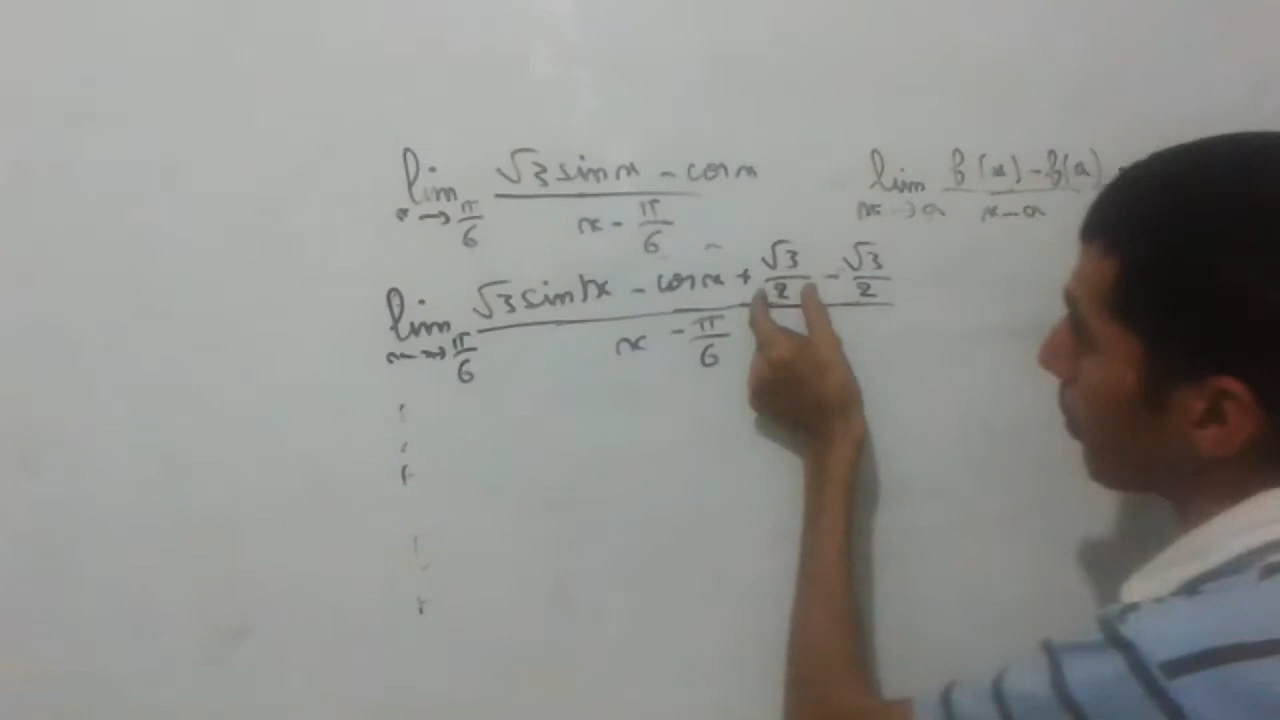 lim x→π/6 (√3 sin x - cos x)/(x - π/6)
lim x→a (f(x) - f(a))/(x - a)
lim x→π/6 (√3 sin x - cos x + √3/2 - √3/2)/(x - π/6)